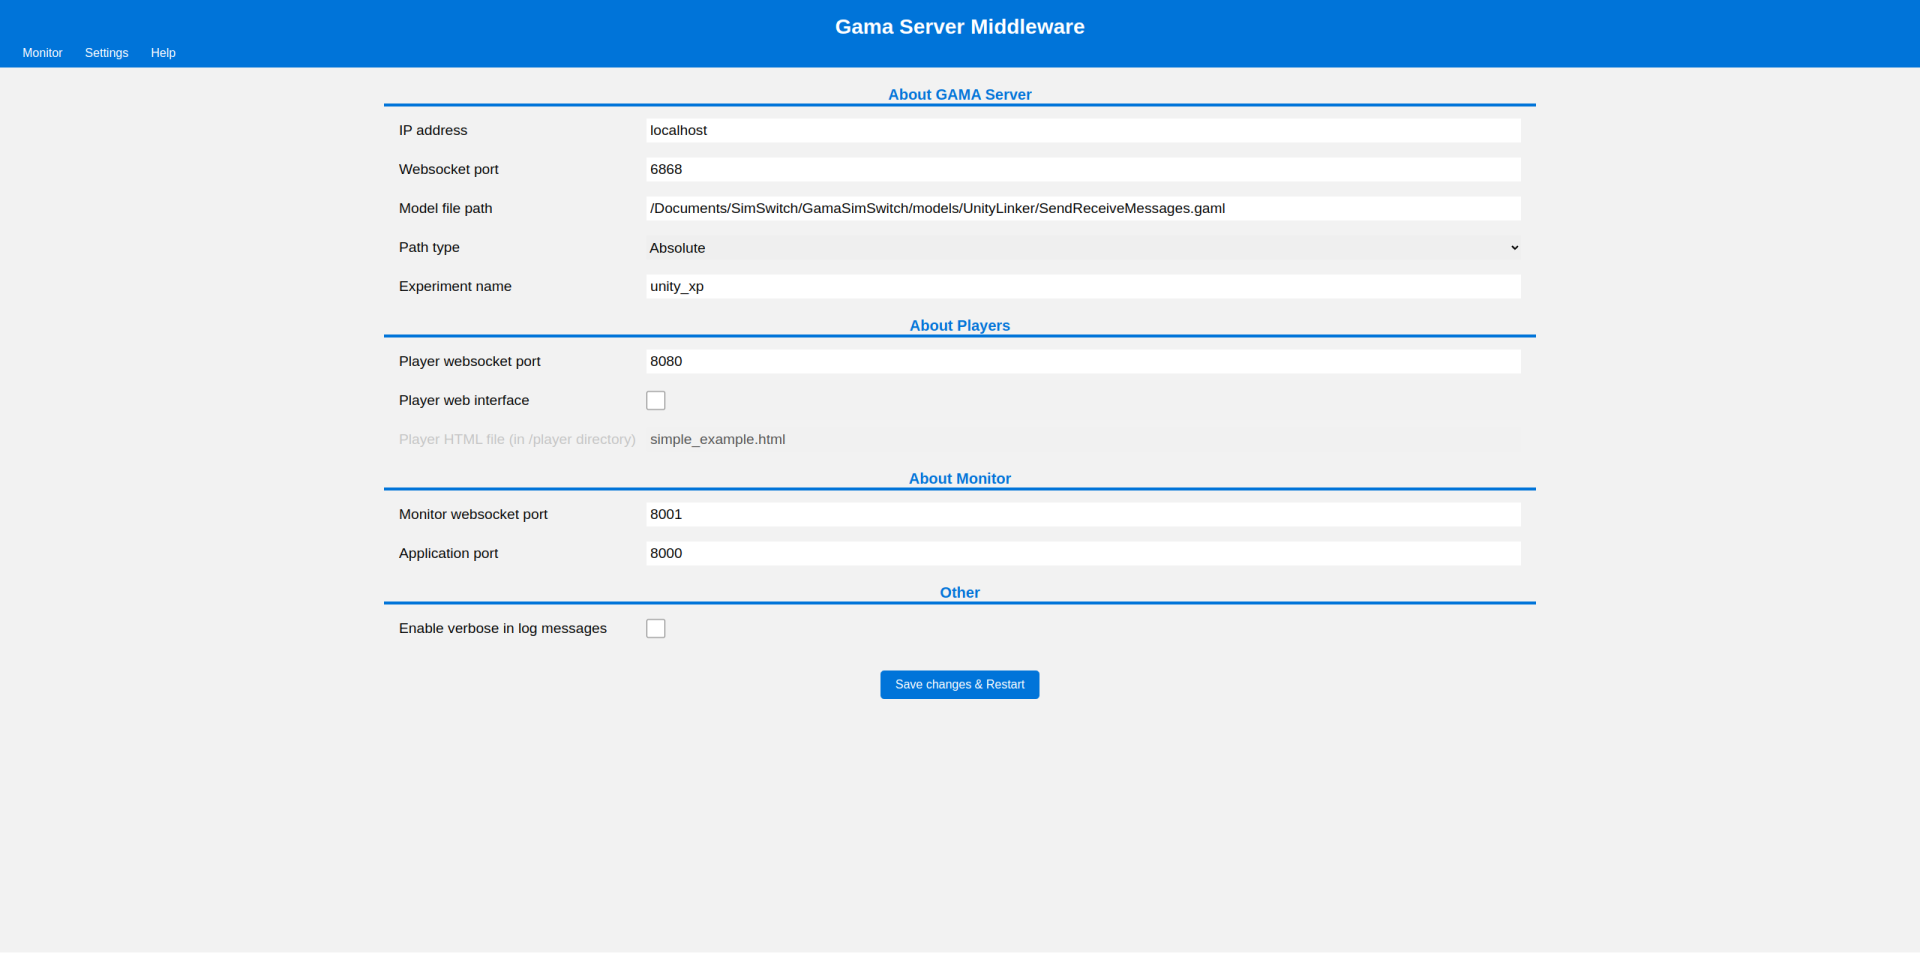 Gama Server Middleware
Monitor Settings Help
About GAMA Server
IP address localhost
Websocket port 6868
Model file path /Documents/SimSwitch/GamaSimSwitch/models/UnityLinker/SendReceiveMessages.gaml
Path type Absolute
Experiment name unity_xp
About Players
Player websocket port 8080
Player web interface
Player HTML file (in /player directory) simple_example.html
About Monitor
Monitor websocket port 8001
Application port 8000
Other
Enable verbose in log messages
Save changes & Restart